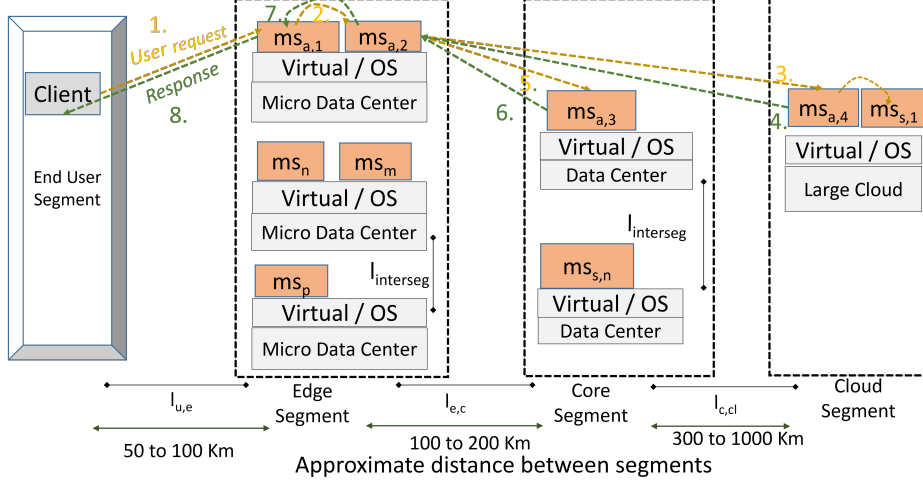 1.
User request
Response
8.
Client
End User
Segment
7.
2.
ms_a,1
ms_a,2
Virtual / OS
Micro Data Center
ms_n
ms_m
Virtual / OS
Micro Data Center
l_interseg
ms_p
Virtual / OS
Micro Data Center
5.
6.
ms_a,3
Virtual / OS
Data Center
l_interseg
ms_s,n
Virtual / OS
Data Center
3.
4.
ms_a,4
ms_s,1
Virtual / OS
Large Cloud
l_u,e
Edge
Segment
l_e,c
Core
Segment
l_c,cl
Cloud
Segment
50 to 100 Km
100 to 200 Km
300 to 1000 Km
Approximate distance between segments